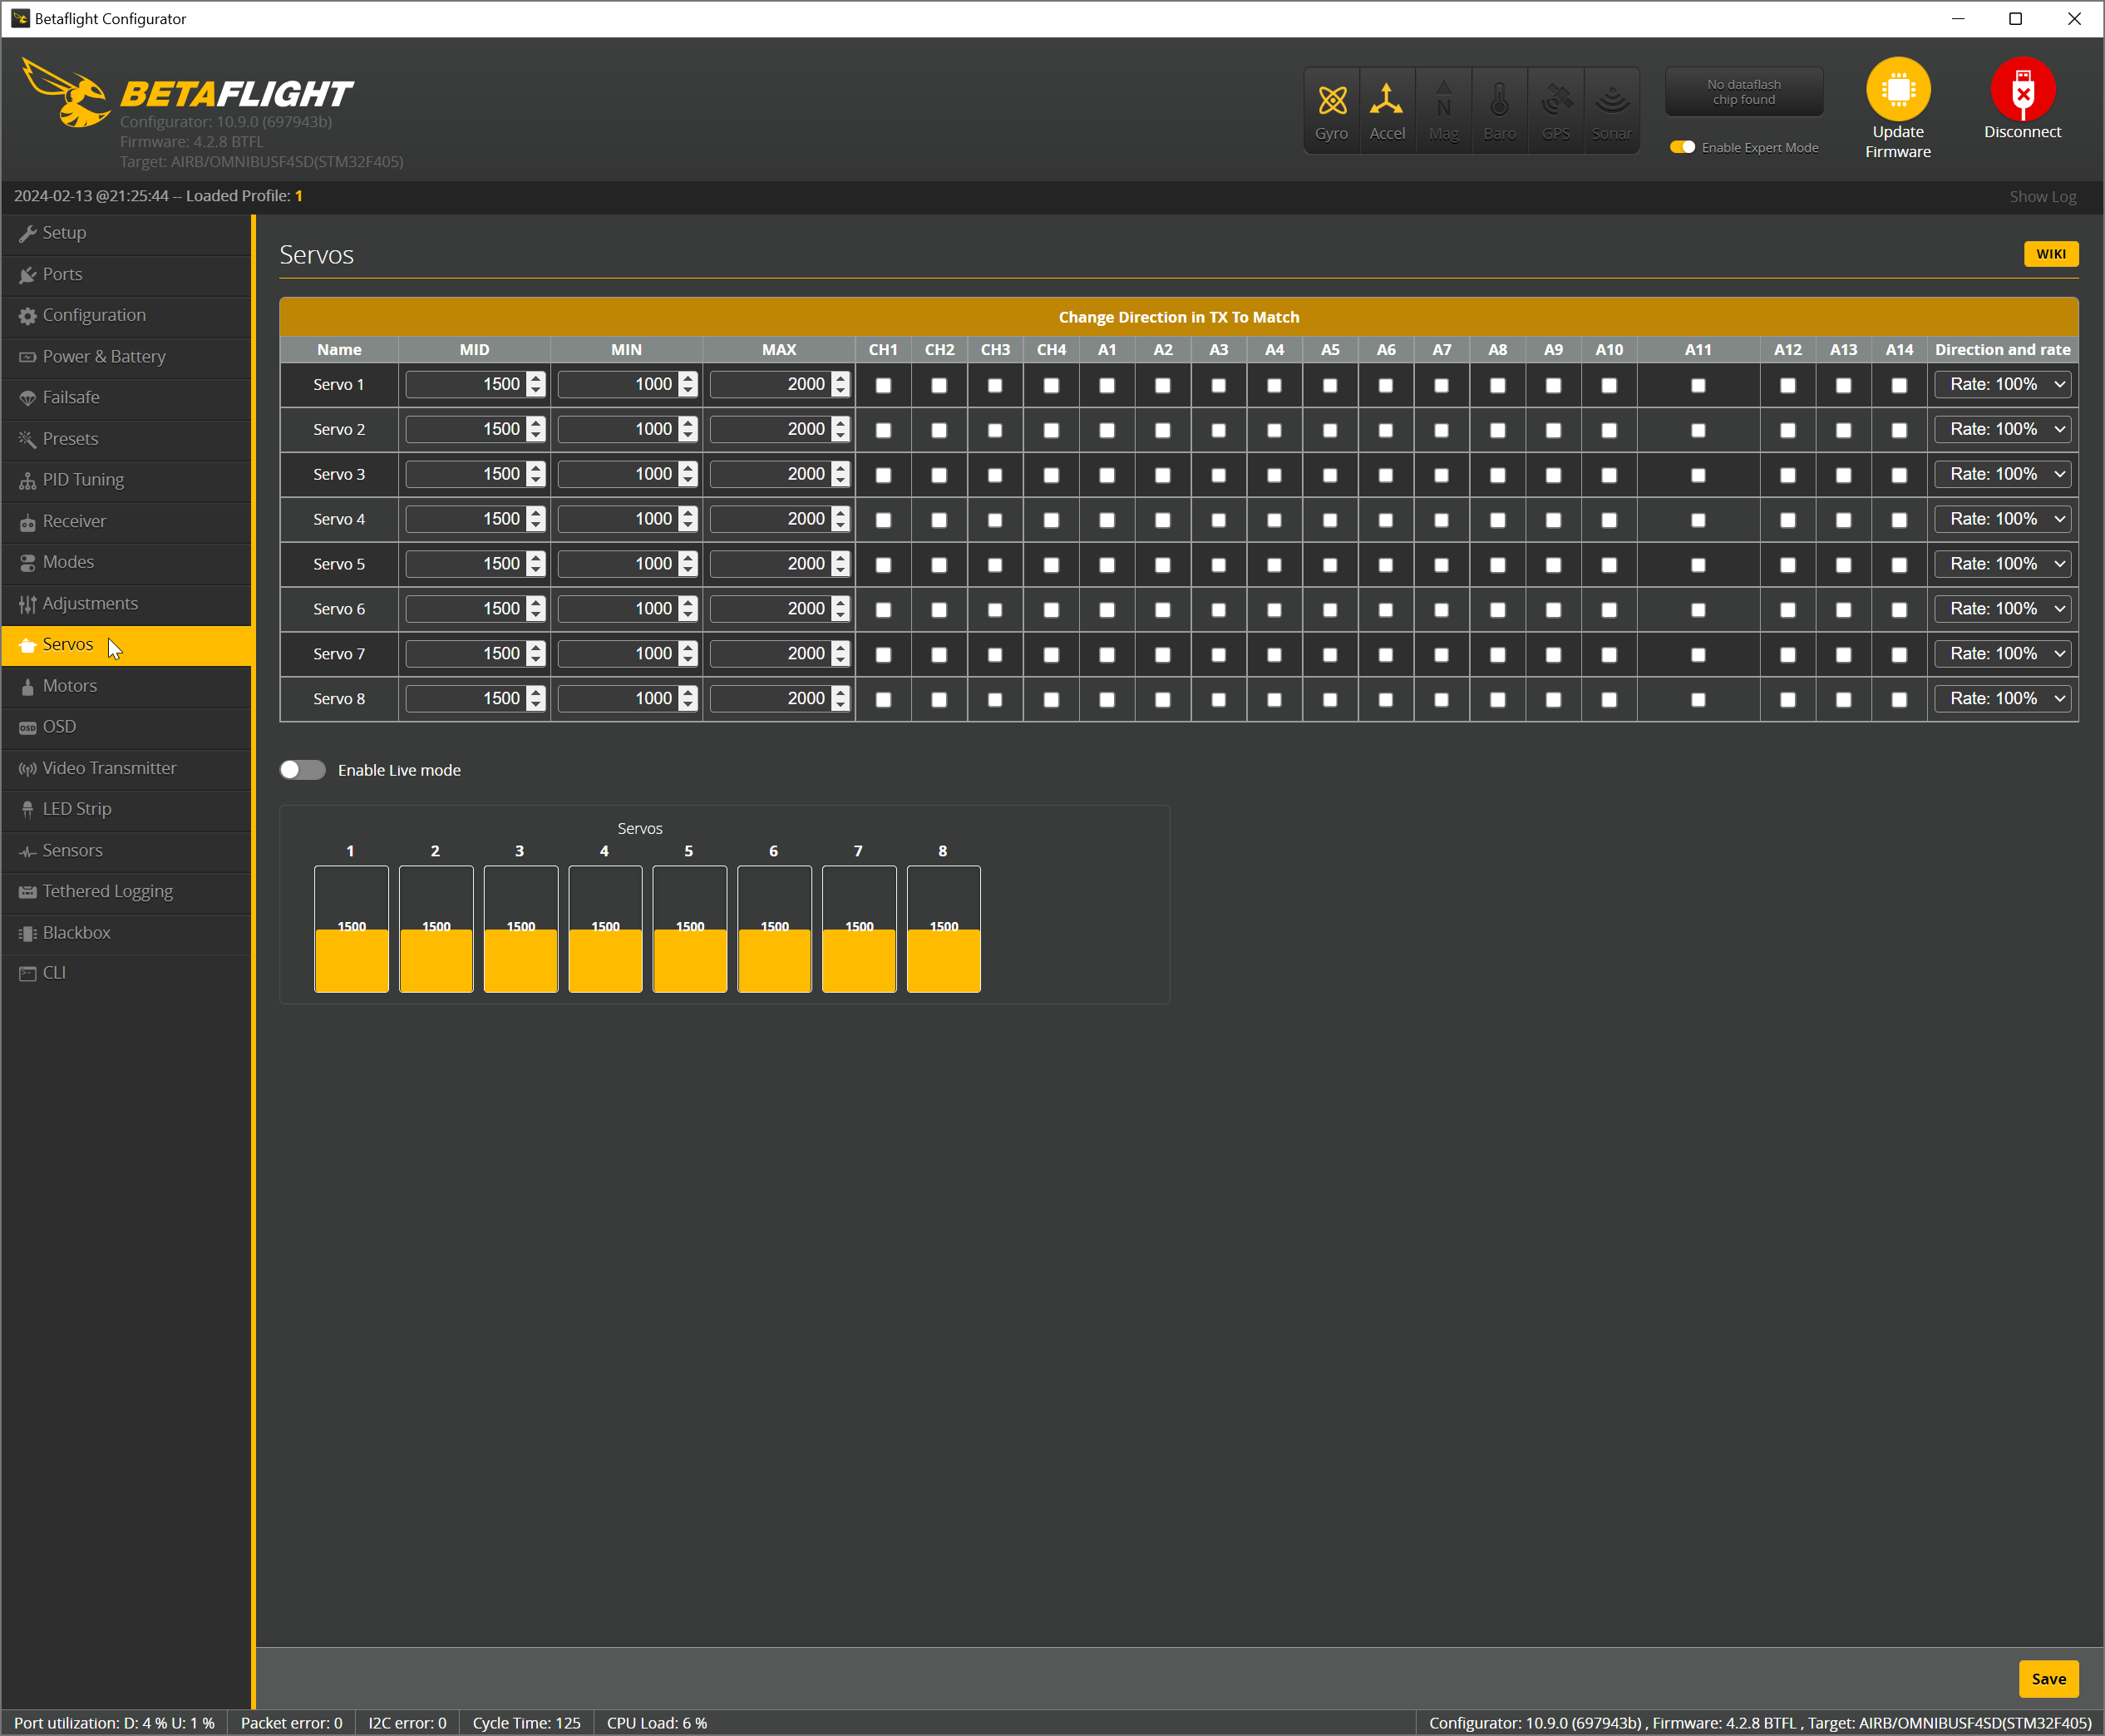 Betaflight Configurator
BETAFLIGHT
Configurator: 10.9.0 (697943b)
Firmware: 4.2.8 BTFL
Target: AIRB/OMNIBUSF4SD(STM32F405)
Gyro Accel Mag Baro GPS Sonar
No dataflash
chip found
Enable Expert Mode
Update
Firmware
Disconnect
2024-02-13 @21:25:44 -- Loaded Profile: 1
Show Log
Setup
Ports
Configuration
Power & Battery
Failsafe
Presets
PID Tuning
Receiver
Modes
Adjustments
Servos
Motors
OSD
Video Transmitter
LED Strip
Sensors
Tethered Logging
Blackbox
CLI
Servos
WIKI
Change Direction in TX To Match
Name MID MIN MAX CH1 CH2 CH3 CH4 A1 A2 A3 A4 A5 A6 A7 A8 A9 A10 A11 A12 A13 A14 Direction and rate
Servo 1 1500 1000 2000 Rate: 100%
Servo 2 1500 1000 2000 Rate: 100%
Servo 3 1500 1000 2000 Rate: 100%
Servo 4 1500 1000 2000 Rate: 100%
Servo 5 1500 1000 2000 Rate: 100%
Servo 6 1500 1000 2000 Rate: 100%
Servo 7 1500 1000 2000 Rate: 100%
Servo 8 1500 1000 2000 Rate: 100%
Enable Live mode
Servos
1 2 3 4 5 6 7 8
1500 1500 1500 1500 1500 1500 1500 1500
Save
Port utilization: D: 4 % U: 1 % Packet error: 0 I2C error: 0 Cycle Time: 125 CPU Load: 6 % Configurator: 10.9.0 (697943b) , Firmware: 4.2.8 BTFL , Target: AIRB/OMNIBUSF4SD(STM32F405)